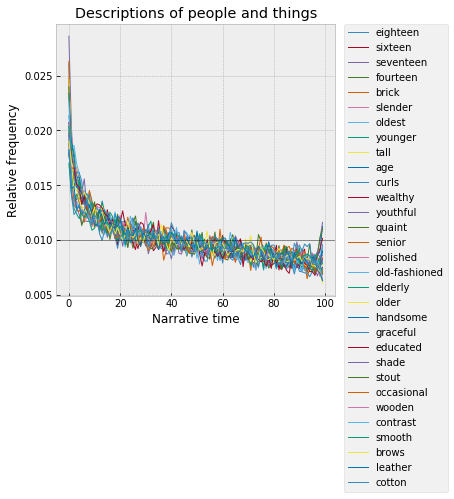 Descriptions of people and things
Relative frequency
0.025
0.020
0.015
0.010
0.005
0
20
40
60
80
100
Narrative time
eighteen
sixteen
seventeen
fourteen
brick
slender
oldest
younger
tall
age
curls
wealthy
youthful
quaint
senior
polished
old-fashioned
elderly
older
handsome
graceful
educated
shade
stout
occasional
wooden
contrast
smooth
brows
leather
cotton